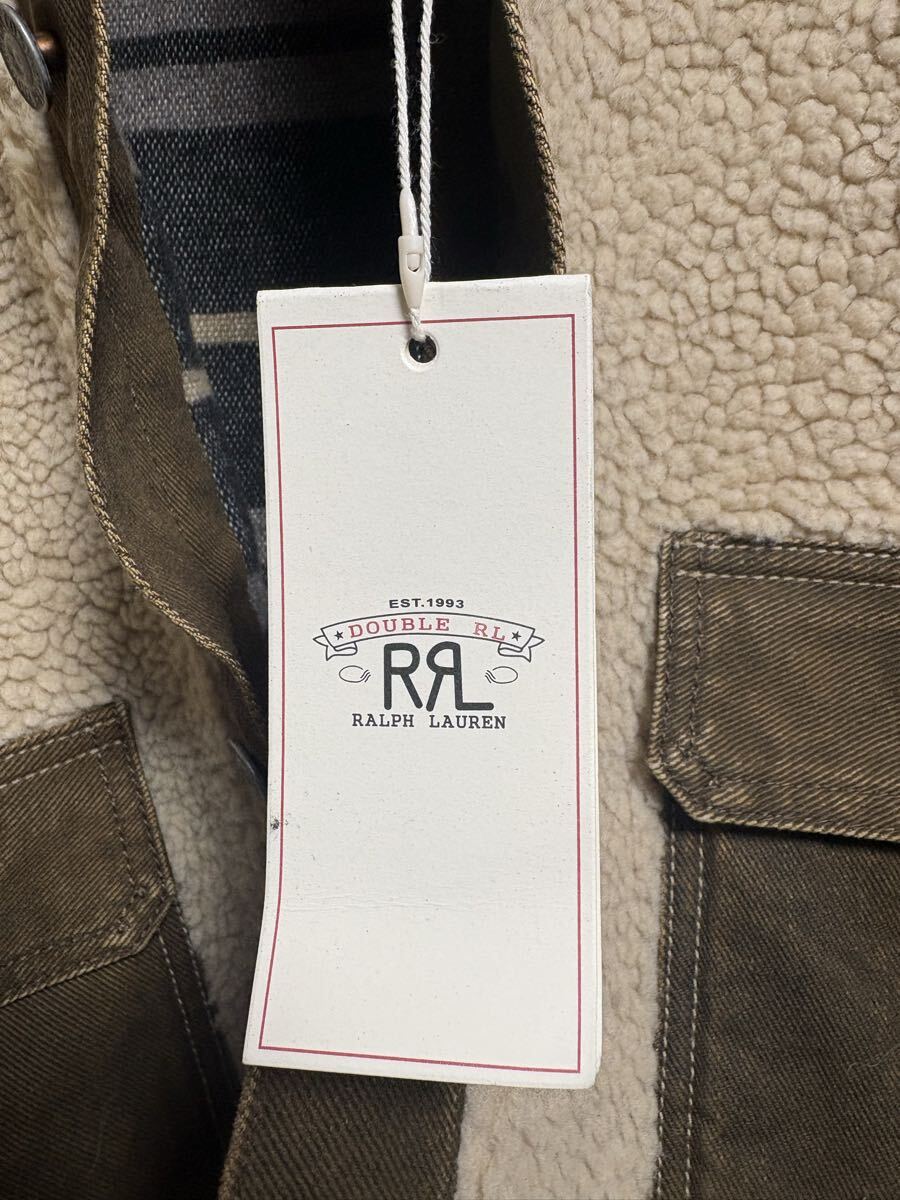 EST.1993
★DOUBLE RL★
RRL
RALPH LAUREN